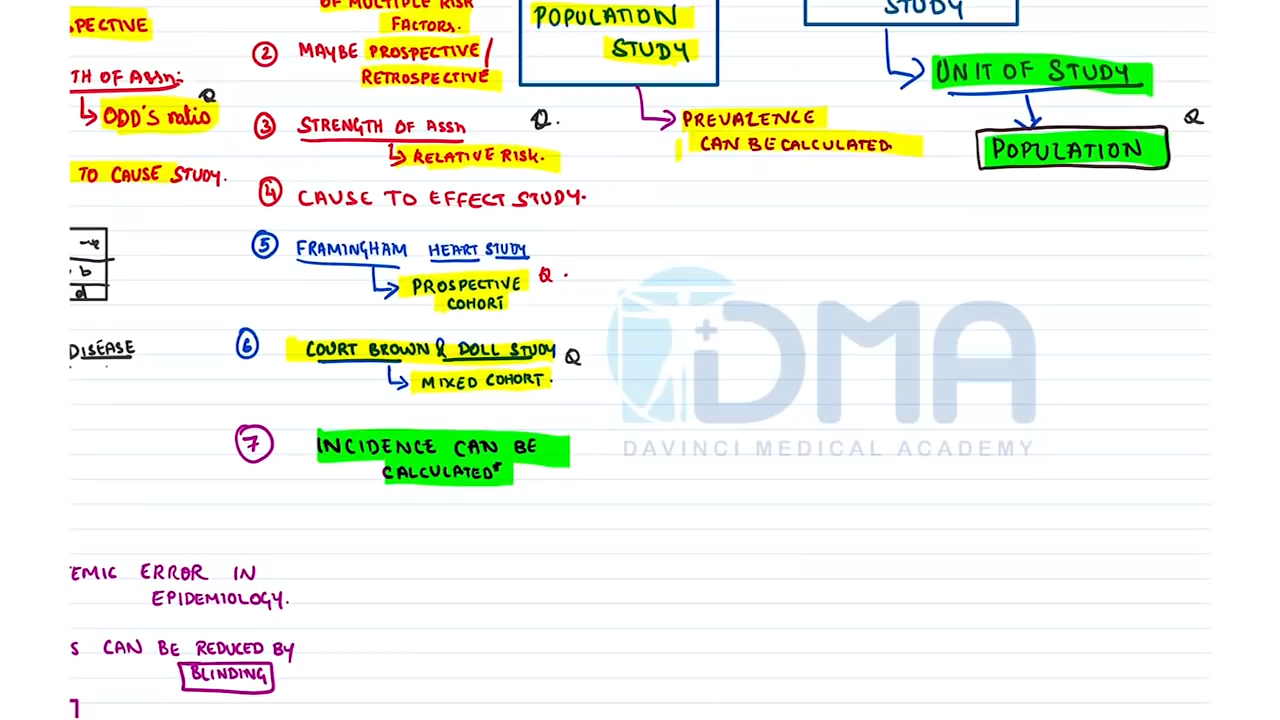 SPECTIVE
TH OF ASSn:
Q
ODD'S ratio
TO CAUSE STUDY.
-ve
b
d
DISEASE
OF MULTIPLE RISK
FACTORS.
② MAYBE PROSPECTIVE/
RETROSPECTIVE
③ STRENGTH OF ASSn Q.
RELATIVE RISK.
④ CAUSE TO EFFECT STUDY.
⑤ FRAMINGHAM HEART STUDY
PROSPECTIVE Q.
COHORT
⑥ COURT BROWN & DOLL STUDY Q
MIXED COHORT.
⑦ INCIDENCE CAN BE
CALCULATED
POPULATION
STUDY
PREVALENCE
CAN BE CALCULATED.
STUDY
UNIT OF STUDY
Q
POPULATION
DMA
DAVINCI MEDICAL ACADEMY
TEMIC ERROR IN
EPIDEMIOLOGY.
S CAN BE REDUCED BY
BLINDING